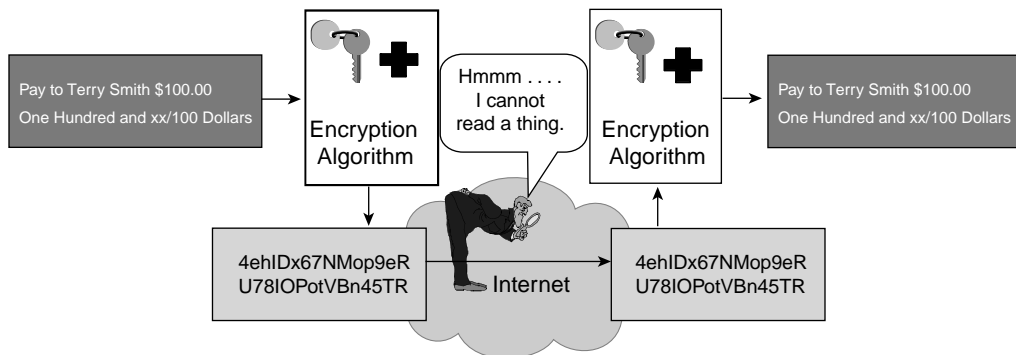 Pay to Terry Smith $100.00
One Hundred and xx/100 Dollars
Encryption
Algorithm
Hmmm . . . .
I cannot
read a thing.
Encryption
Algorithm
Pay to Terry Smith $100.00
One Hundred and xx/100 Dollars
4ehIDx67NMop9eR
U78IOPotVBn45TR
Internet
4ehIDx67NMop9eR
U78IOPotVBn45TR